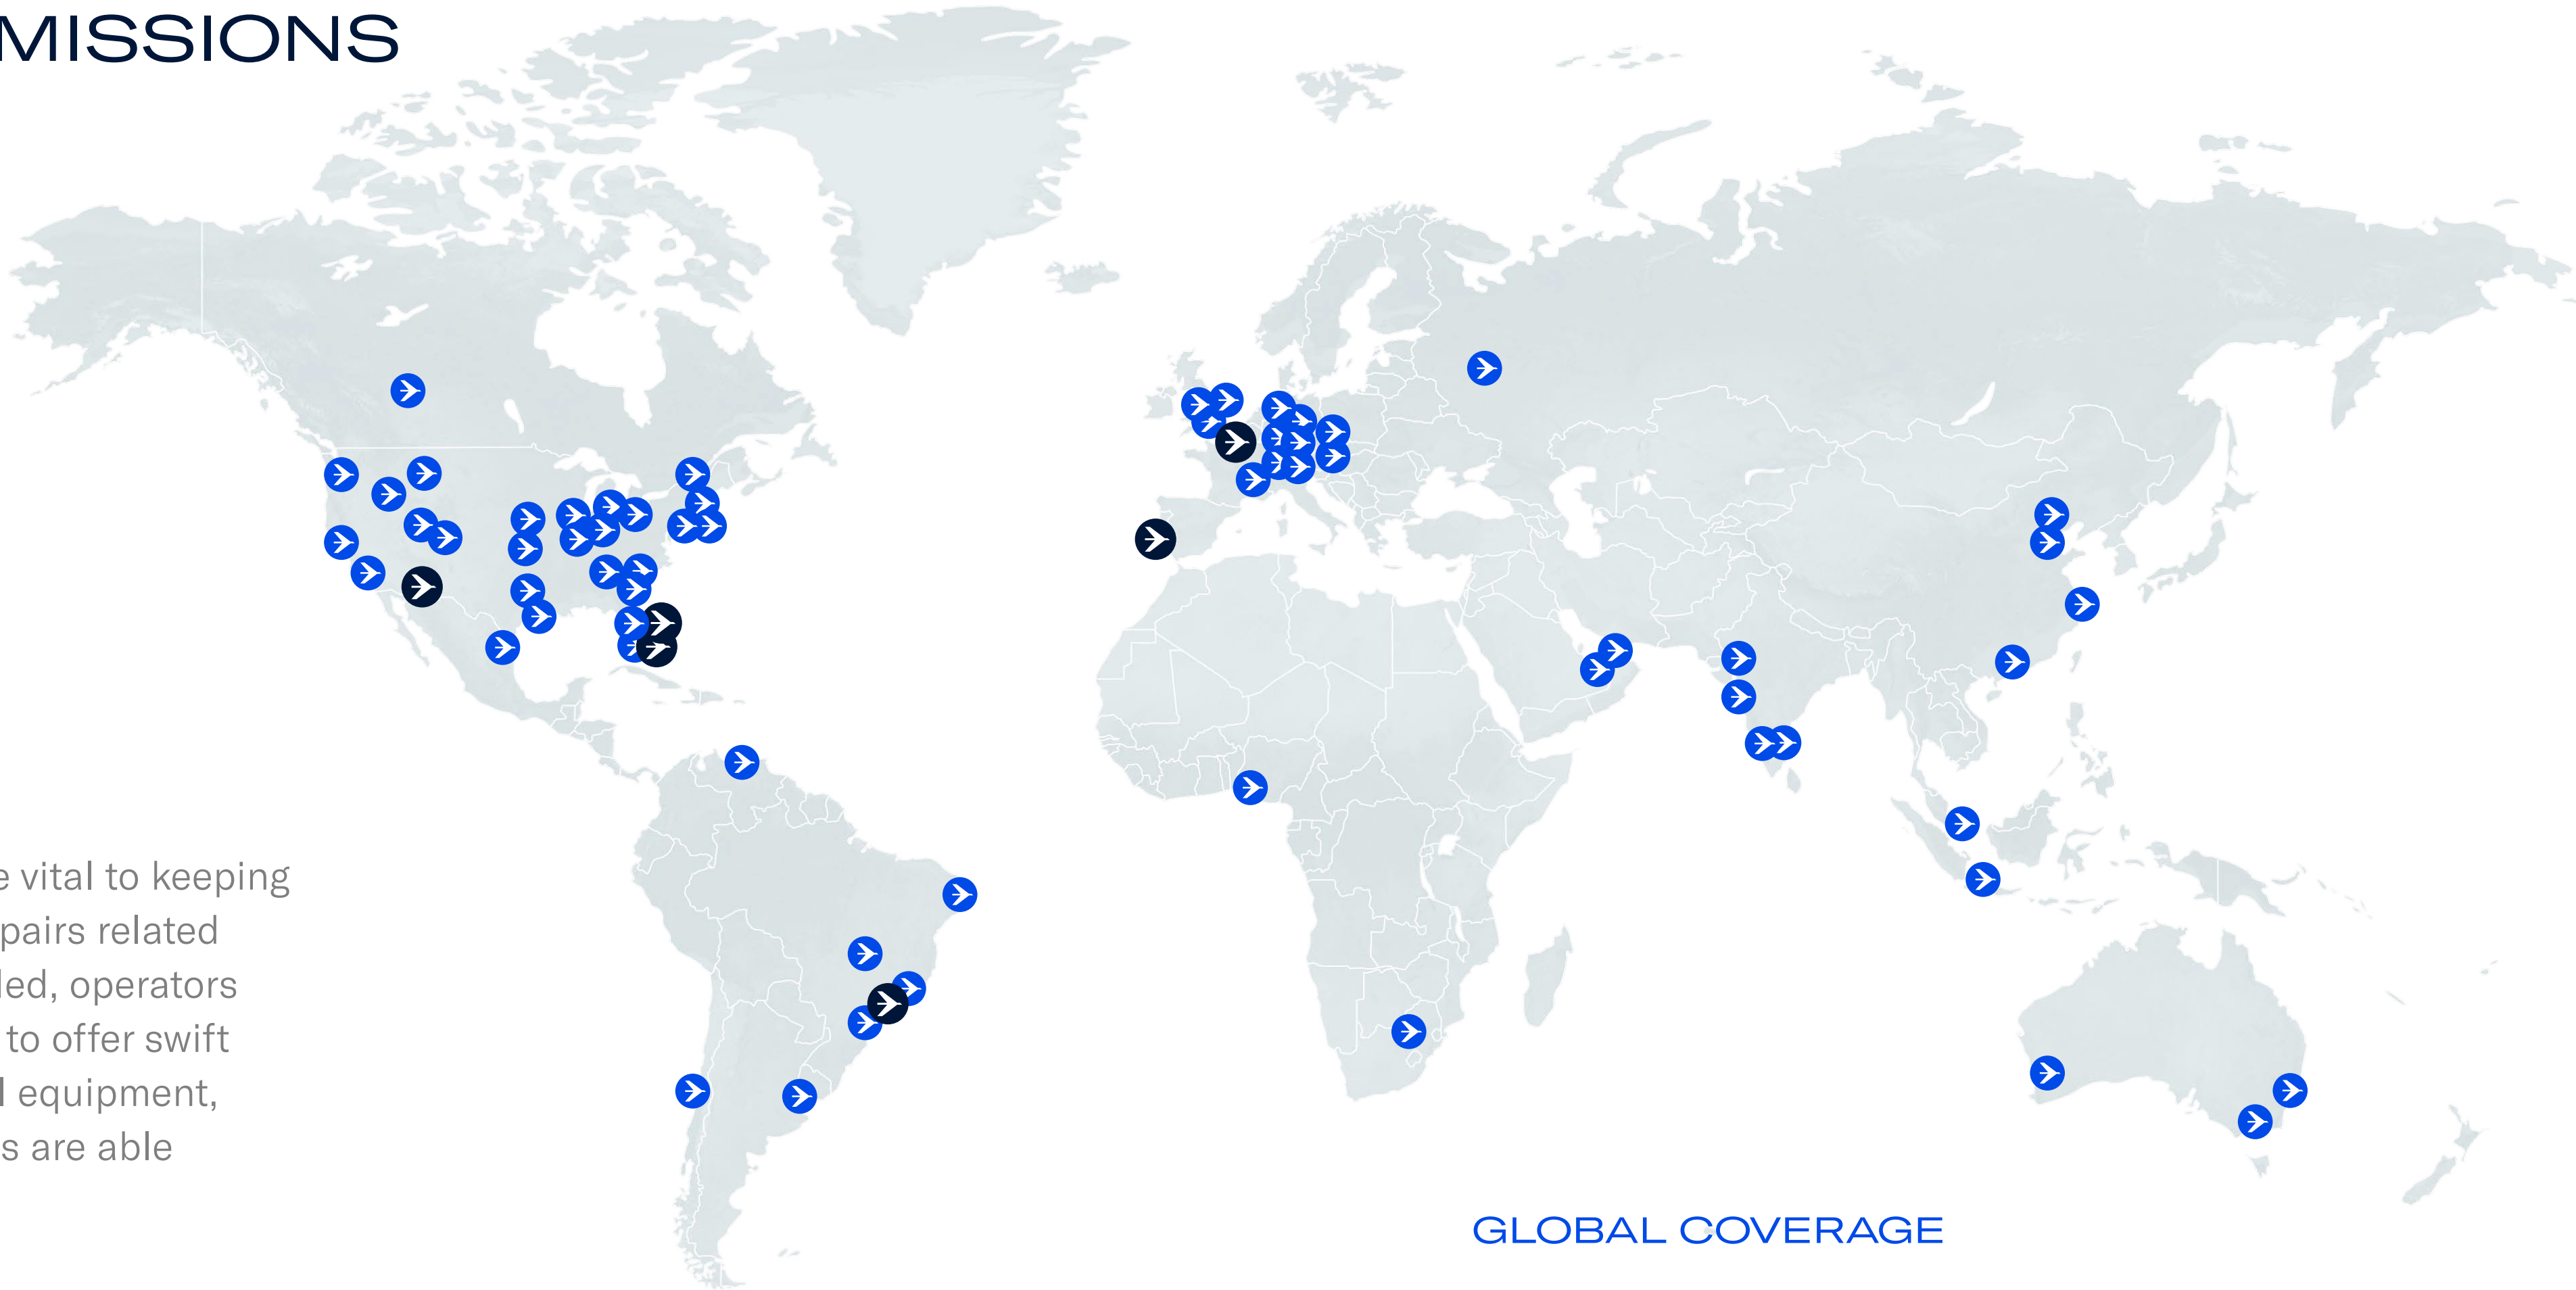 MISSIONS
e vital to keeping
pairs related
led, operators
to offer swift
l equipment,
s are able
GLOBAL COVERAGE